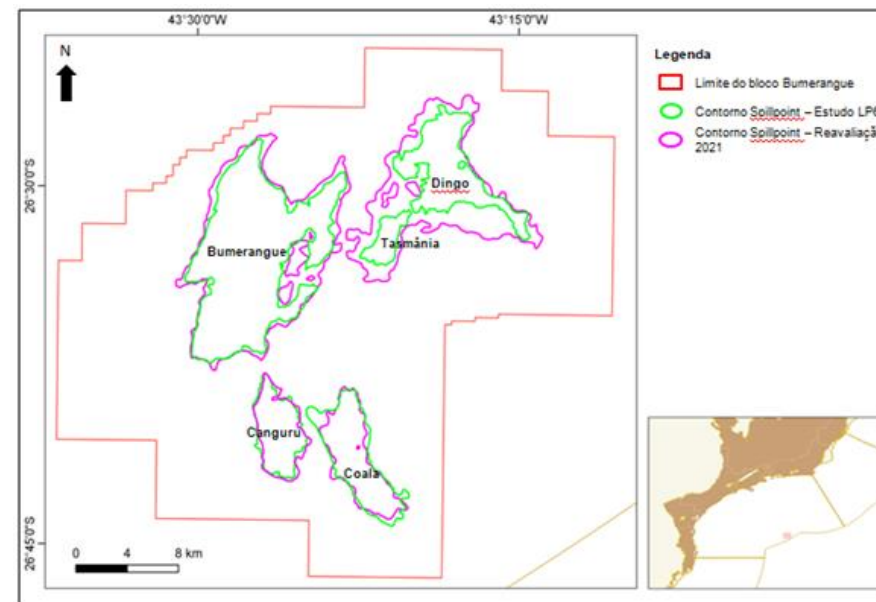 43°30'0"W
43°15'0"W
N
Legenda
Limite do bloco Bumerangue
Contorno Spillpoint – Estudo LP6
Contorno Spillpoint – Reavaliação
2021
26°30'0"S
Dingo
Tasmânia
Bumerangue
Canguru
Coala
26°45'0"S
0 4 8 km